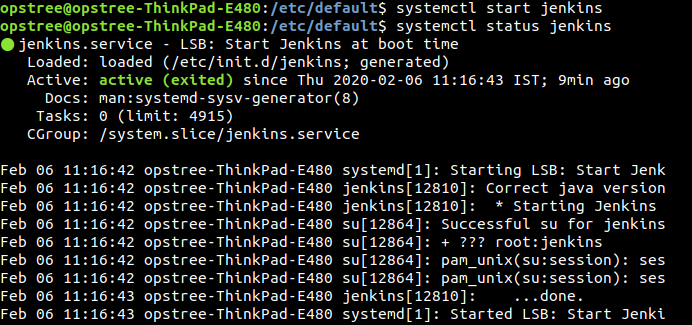 opstree@opstree-ThinkPad-E480:/etc/default$ systemctl start jenkins
opstree@opstree-ThinkPad-E480:/etc/default$ systemctl status jenkins
● jenkins.service - LSB: Start Jenkins at boot time
   Loaded: loaded (/etc/init.d/jenkins; generated)
   Active: active (exited) since Thu 2020-02-06 11:16:43 IST; 9min ago
     Docs: man:systemd-sysv-generator(8)
    Tasks: 0 (limit: 4915)
   CGroup: /system.slice/jenkins.service

Feb 06 11:16:42 opstree-ThinkPad-E480 systemd[1]: Starting LSB: Start Jenk
Feb 06 11:16:42 opstree-ThinkPad-E480 jenkins[12810]: Correct java version
Feb 06 11:16:42 opstree-ThinkPad-E480 jenkins[12810]:  * Starting Jenkins
Feb 06 11:16:42 opstree-ThinkPad-E480 su[12864]: Successful su for jenkins
Feb 06 11:16:42 opstree-ThinkPad-E480 su[12864]: + ??? root:jenkins
Feb 06 11:16:42 opstree-ThinkPad-E480 su[12864]: pam_unix(su:session): ses
Feb 06 11:16:42 opstree-ThinkPad-E480 su[12864]: pam_unix(su:session): ses
Feb 06 11:16:43 opstree-ThinkPad-E480 jenkins[12810]:    ...done.
Feb 06 11:16:43 opstree-ThinkPad-E480 systemd[1]: Started LSB: Start Jenki